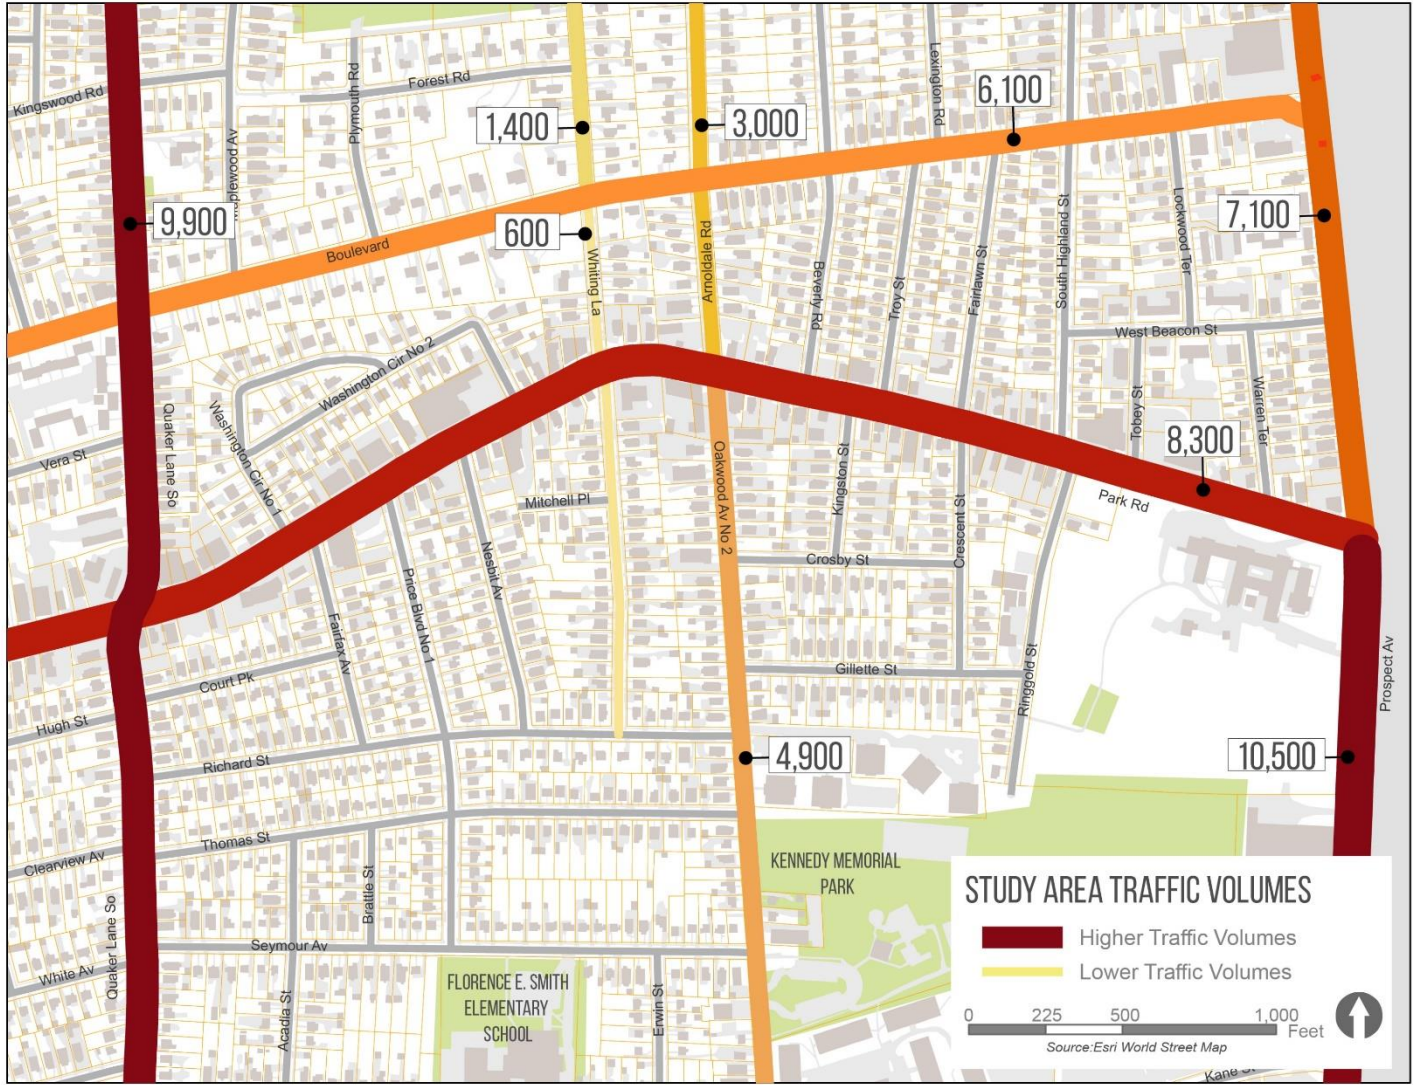 Kingswood Rd
Maplewood Av
Plymouth Rd
Forest Rd
1,400
3,000
Lexington Rd
6,100
9,900
Boulevard
600
Whiting La
Arnoldale Rd
Beverly Rd
Troy St
Fairlawn St
South Highland St
Lockwood Ter
7,100
West Beacon St
Washington Cir No 2
Washington Cir No 1
Quaker Lane So
Vera St
Tobey St
Warren Ter
8,300
Park Rd
Mitchell Pl
Oakwood Av No 2
Kingston St
Crescent St
Crosby St
Nesbit Av
Price Blvd No 1
Fairfax Av
Court Pk
Hugh St
Gillette St
Ringgold St
Prospect Av
Richard St
4,900
10,500
Thomas St
Clearview Av
Brattle St
KENNEDY MEMORIAL
PARK
Quaker Lane So
Seymour Av
White Av
Acadia St
FLORENCE E. SMITH
ELEMENTARY
SCHOOL
Erwin St
STUDY AREA TRAFFIC VOLUMES
Higher Traffic Volumes
Lower Traffic Volumes
0 225 500 1,000
Feet
Source:Esri World Street Map
Kane St